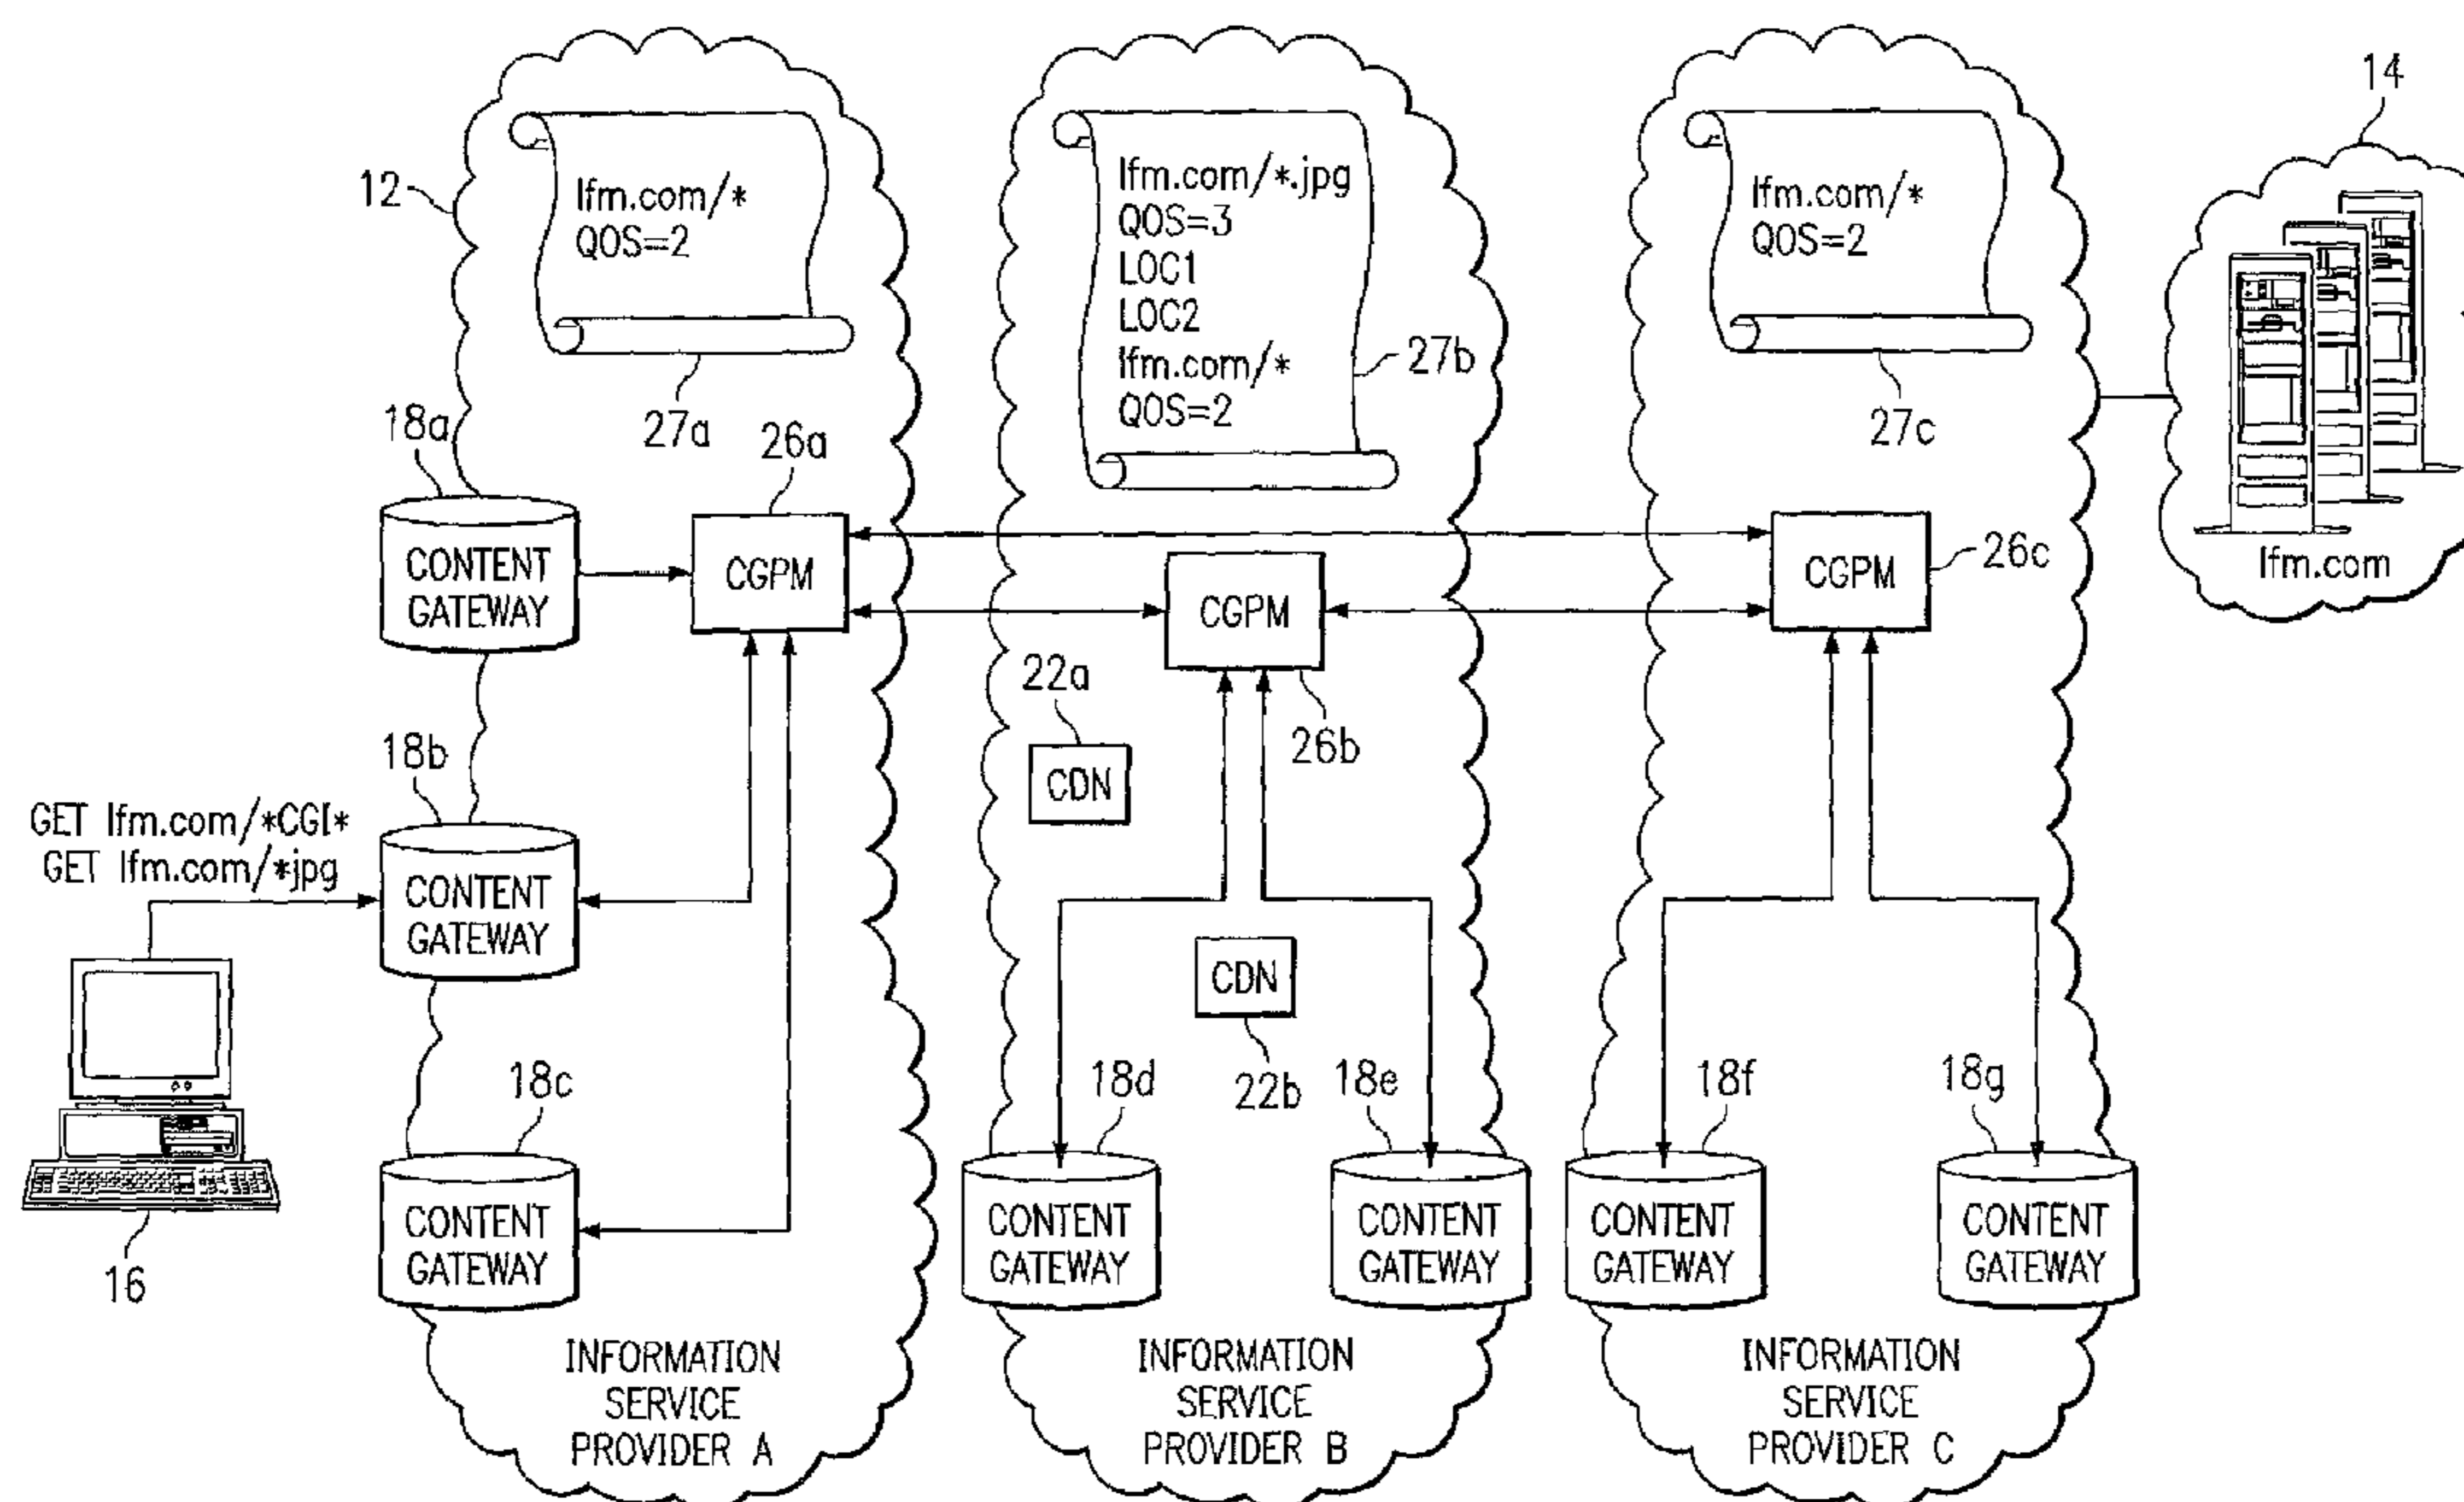 14
12
lfm.com/*
QOS=2
27a
lfm.com/*.jpg
QOS=3
LOC1
LOC2
lfm.com/*
QOS=2
27b
lfm.com/*
QOS=2
27c
lfm.com
18a
CONTENT
GATEWAY
26a
CGPM
CGPM
26b
CGPM
26c
22a
CDN
18b
GET lfm.com/*CGI*
GET lfm.com/*jpg
CONTENT
GATEWAY
CDN
22b
16
18c
CONTENT
GATEWAY
18d
CONTENT
GATEWAY
18e
CONTENT
GATEWAY
18f
CONTENT
GATEWAY
18g
CONTENT
GATEWAY
INFORMATION
SERVICE
PROVIDER A
INFORMATION
SERVICE
PROVIDER B
INFORMATION
SERVICE
PROVIDER C